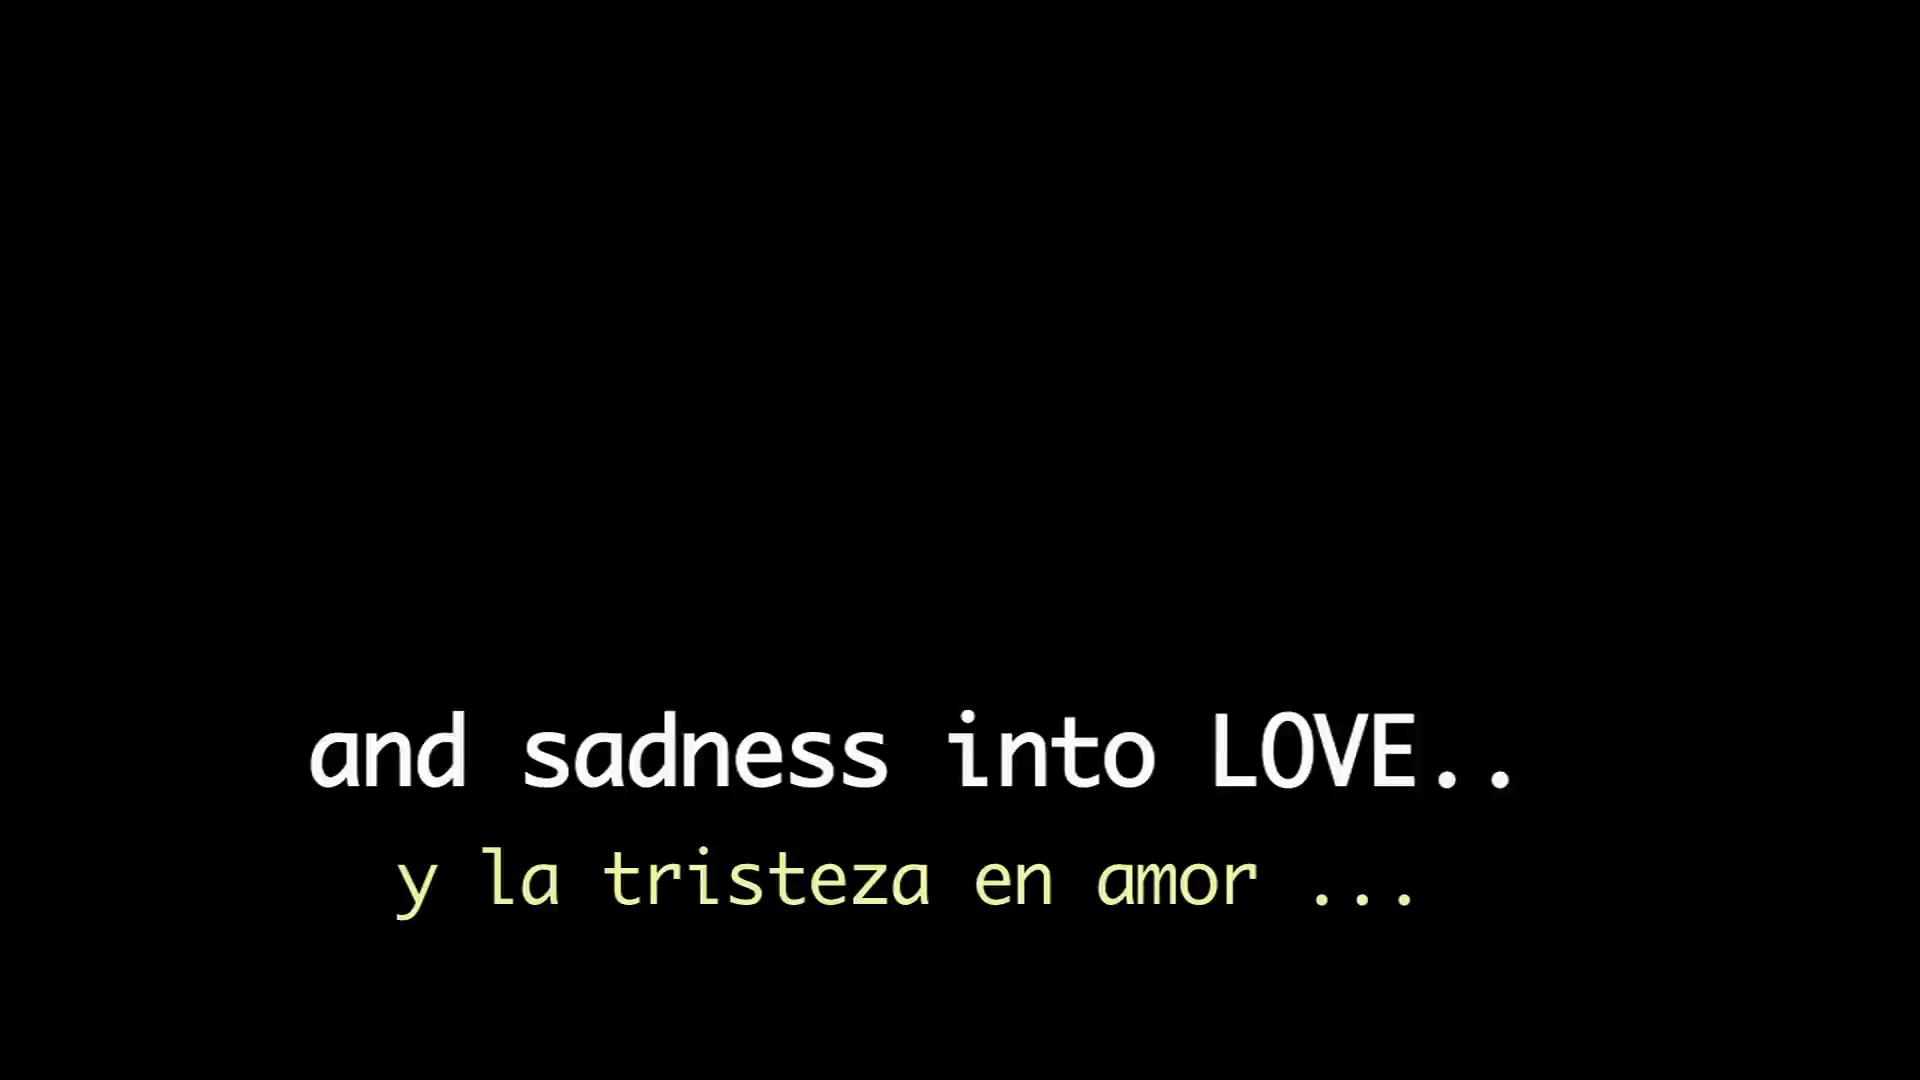 and sadness into LOVE..
y la tristeza en amor ...